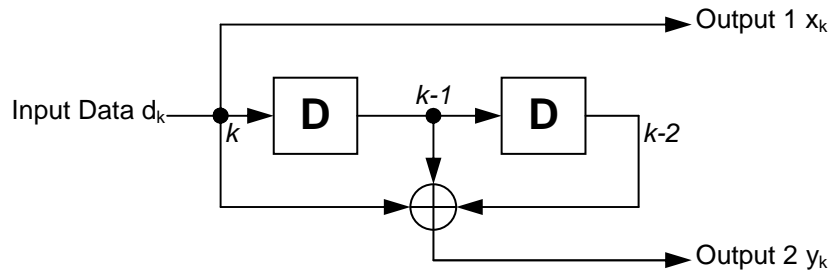 Output 1 xₖ
k-1
Input Data dₖ
D
D
k
k-2
Output 2 yₖ